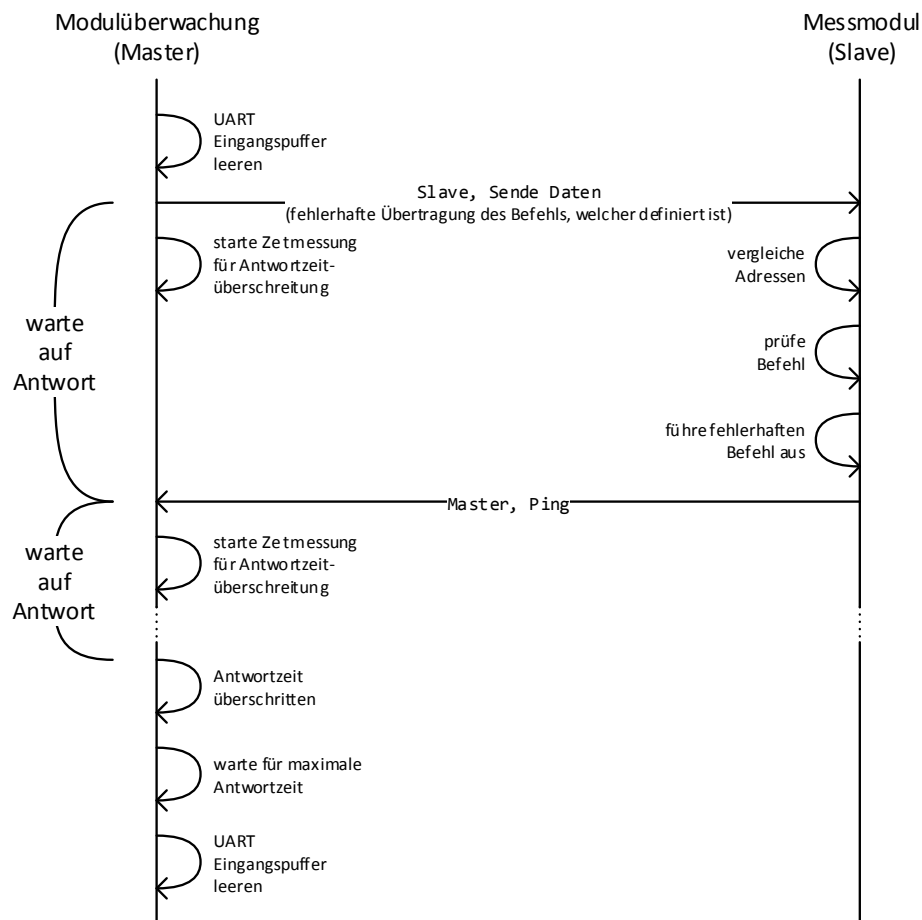 Modulüberwachung
(Master)
Messmodul
(Slave)
UART
Eingangspuffer
leeren
Slave, Sende Daten
(fehlerhafte Übertragung des Befehls, welcher definiert ist)
starte Zetmessung
für Antwortzeit-
überschreitung
vergleiche
Adressen
warte
auf
Antwort
prüfe
Befehl
führe fehlerhaften
Befehl aus
Master, Ping
warte
auf
Antwort
starte Zetmessung
für Antwortzeit-
überschreitung
Antwortzeit
überschritten
warte für maximale
Antwortzeit
UART
Eingangspuffer
leeren